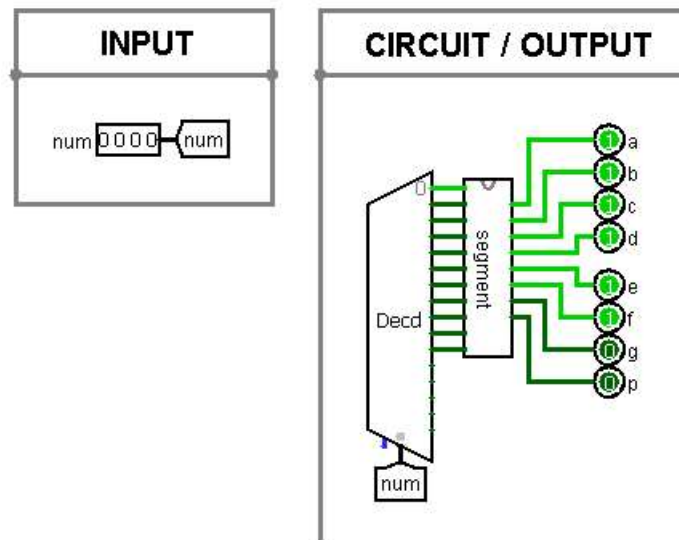 INPUT
num 0000 num
CIRCUIT / OUTPUT
0
Decd
segment
1 a
1 b
1 c
1 d
1 e
1 f
0 g
0 p
num